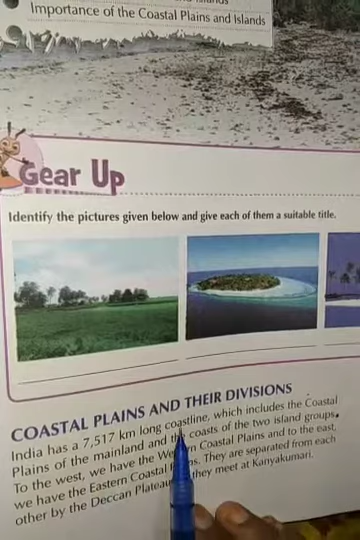 Importance of the Coastal Plains and Islands
Gear Up
Identify the pictures given below and give each of them a suitable title.
COASTAL PLAINS AND THEIR DIVISIONS
India has a 7,517 km long coastline, which includes the Coastal
Plains of the mainland and the coasts of the two island groups.
To the west, we have the Coastal Plains and to the east,
we have the Eastern Coastal They are separated from each
other by the Deccan Plateau they meet at Kanyakumari.